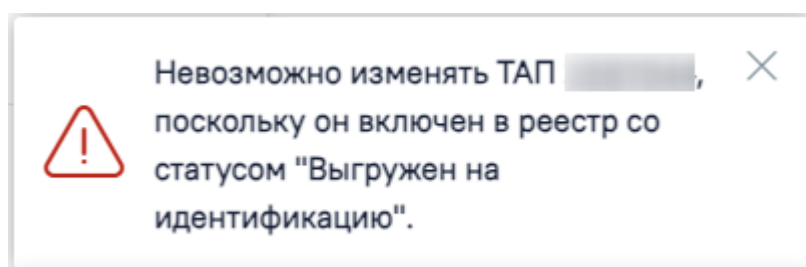 Невозможно изменять ТАП ,
поскольку он включен в реестр со
статусом "Выгружен на
идентификацию".